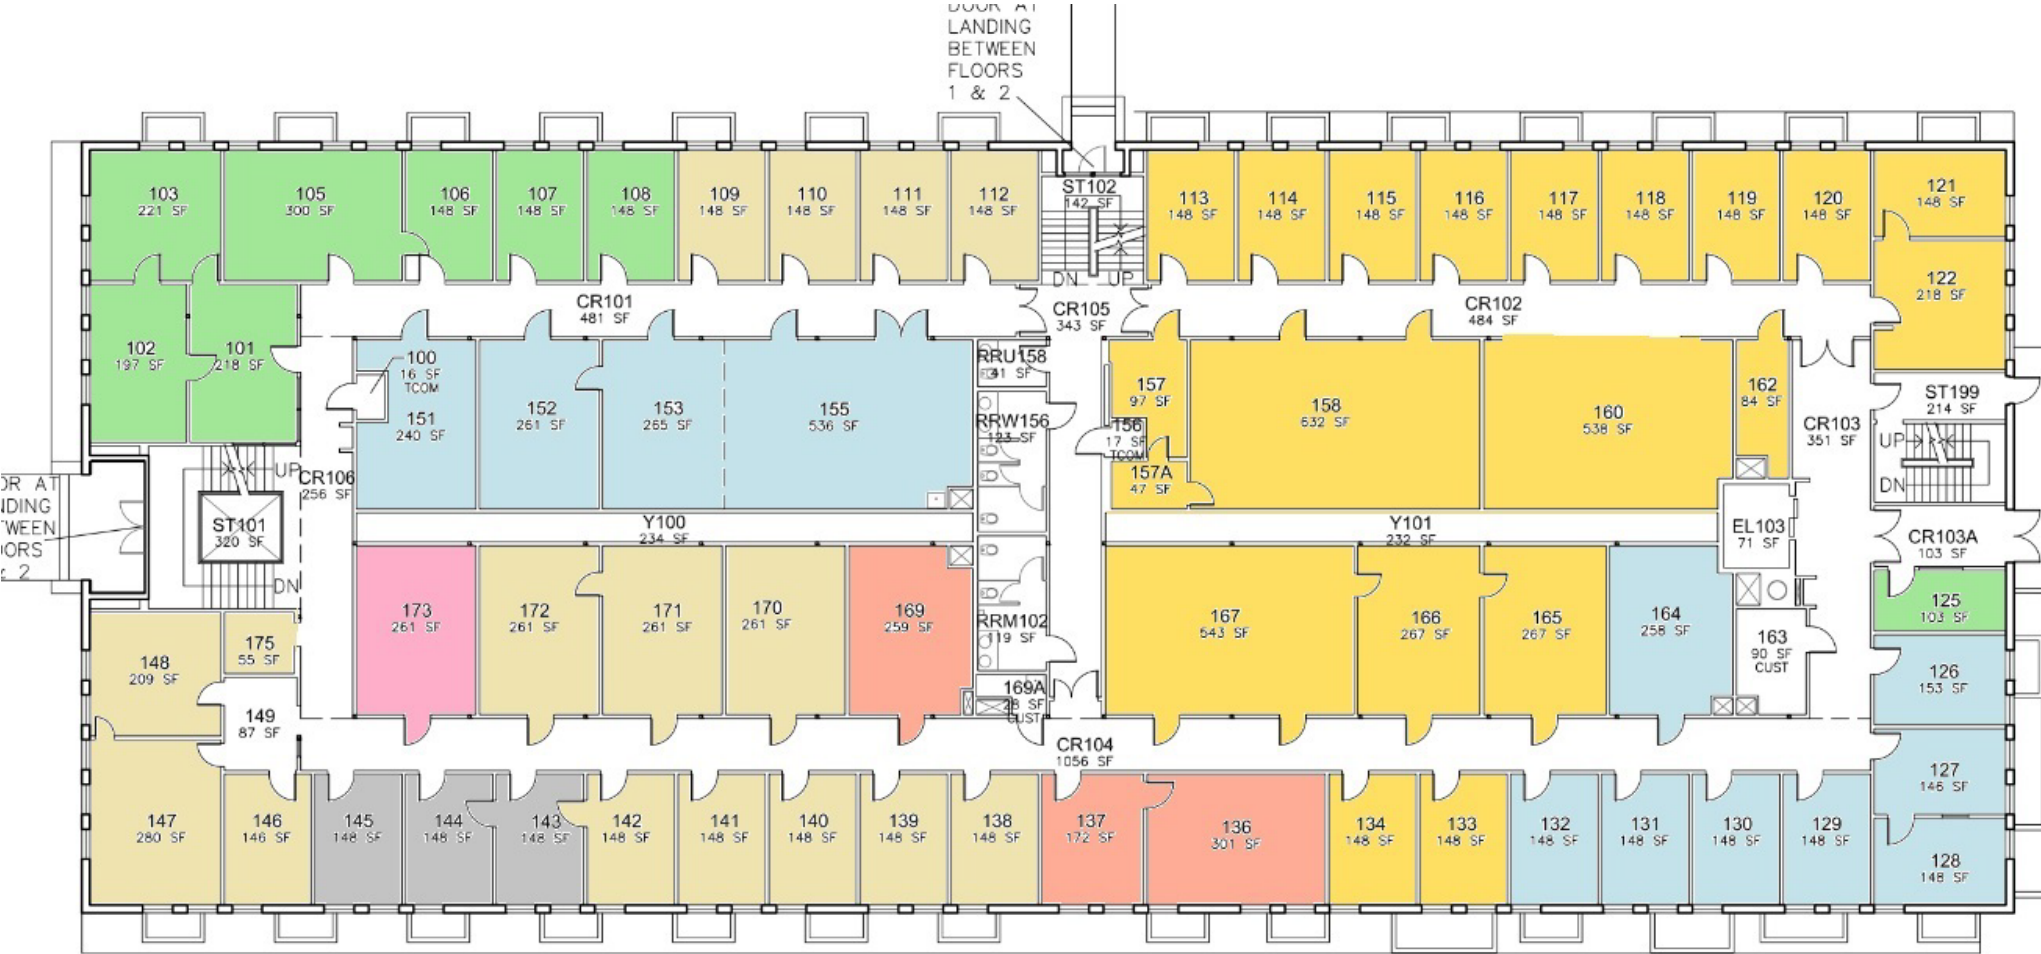 DOOR AT
LANDING
BETWEEN
FLOORS
1 & 2
103
221 SF
105
300 SF
106
148 SF
107
148 SF
108
148 SF
109
148 SF
110
148 SF
111
148 SF
112
148 SF
ST102
142 SF
DN UP
113
148 SF
114
148 SF
115
148 SF
116
148 SF
117
148 SF
118
148 SF
119
148 SF
120
148 SF
121
148 SF
122
218 SF
CR101
481 SF
CR105
343 SF
CR102
484 SF
102
197 SF
101
218 SF
100
16 SF
TCOM
151
240 SF
152
261 SF
153
265 SF
155
536 SF
RRU158
41 SF
RRW156
123 SF
157
97 SF
156
17 SF
TCOM
157A
47 SF
158
632 SF
160
538 SF
162
84 SF
CR103
351 SF
ST199
214 SF
UP
DN
UP
CR106
256 SF
OR AT
NDING
TWEEN
ORS
2
ST101
320 SF
DN
Y100
234 SF
Y101
232 SF
EL103
71 SF
CR103A
103 SF
173
261 SF
172
261 SF
171
261 SF
170
261 SF
169
259 SF
RRM102
119 SF
169A
28 SF
CUST
167
543 SF
166
267 SF
165
267 SF
164
258 SF
163
90 SF
CUST
125
103 SF
126
153 SF
127
146 SF
128
148 SF
148
209 SF
175
55 SF
149
87 SF
CR104
1056 SF
147
280 SF
146
146 SF
145
148 SF
144
148 SF
143
148 SF
142
148 SF
141
148 SF
140
148 SF
139
148 SF
138
148 SF
137
172 SF
136
301 SF
134
148 SF
133
148 SF
132
148 SF
131
148 SF
130
148 SF
129
148 SF